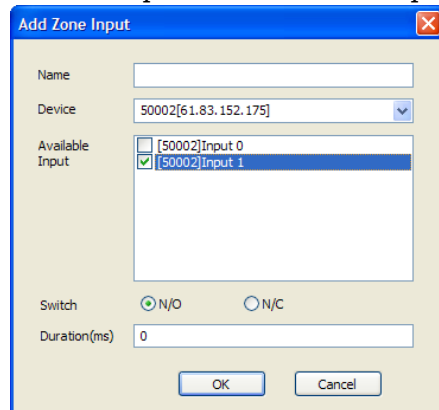 Add Zone Input
Name
Device 50002[61.83.152.175]
Available Input
[50002]Input 0
[50002]Input 1
Switch N/O N/C
Duration(ms) 0
OK Cancel